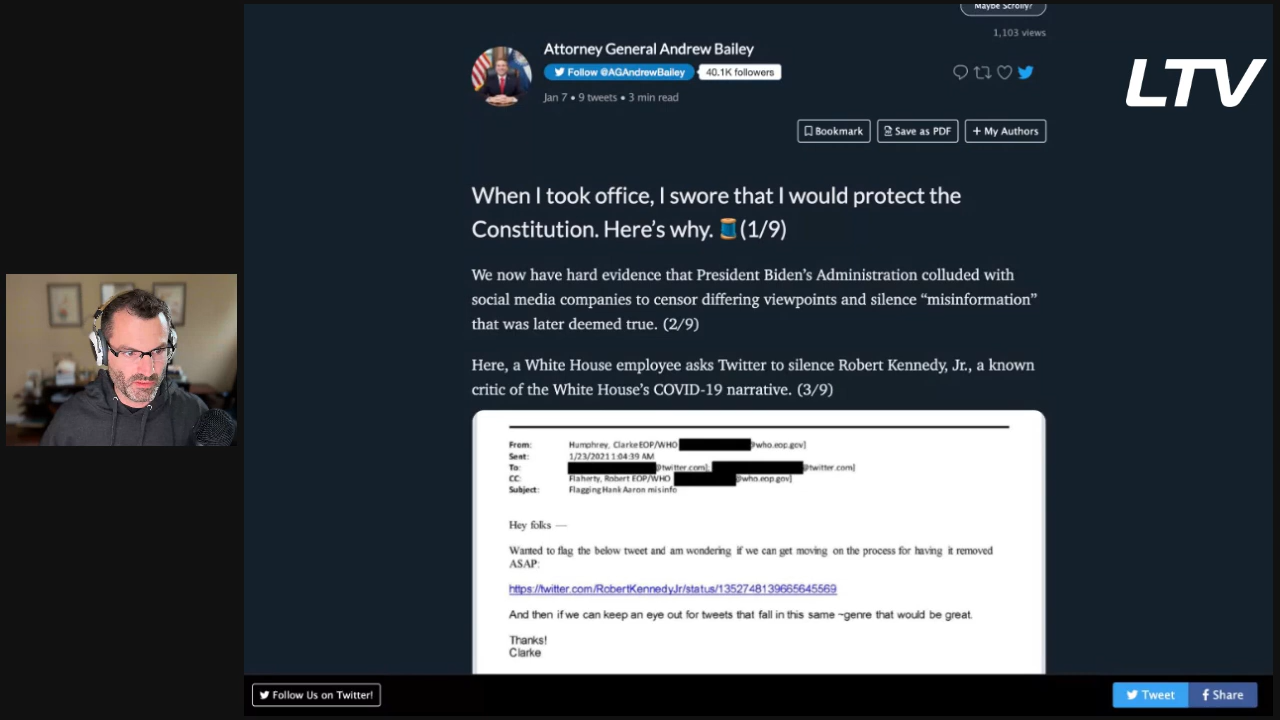 Maybe Scrolly?
1,103 views
LTV
Attorney General Andrew Bailey
Follow @AGAndrewBailey 40.1K followers
Jan 7 • 9 tweets • 3 min read
Bookmark Save as PDF + My Authors
When I took office, I swore that I would protect the
Constitution. Here’s why. 🧵(1/9)
We now have hard evidence that President Biden’s Administration colluded with
social media companies to censor differing viewpoints and silence “misinformation”
that was later deemed true. (2/9)
Here, a White House employee asks Twitter to silence Robert Kennedy, Jr., a known
critic of the White House’s COVID-19 narrative. (3/9)
From: Humphrey, Clarke EOP/WHO @who.eop.gov]
Sent: 1/23/2021 1:04:39 AM
To: @twitter.com]; @twitter.com]
CC: Flaherty, Robert EOP/WHO @who.eop.gov]
Subject: Flagging Hank Aaron misinfo
Hey folks —
Wanted to flag the below tweet and am wondering if we can get moving on the process for having it removed
ASAP:
https://twitter.com/RobertKennedyJr/status/1352748139665645569
And then if we can keep an eye out for tweets that fall in this same ~genre that would be great.
Thanks!
Clarke
Follow Us on Twitter! Tweet Share